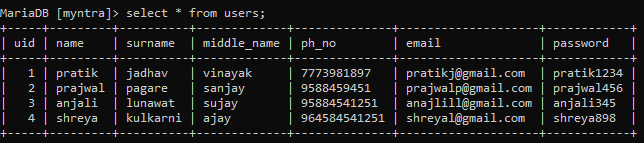 MariaDB [myntra]> select * from users;
+-----+---------+----------+-------------+--------------+--------------------+------------+
| uid | name | surname | middle_name | ph_no | email | password |
+-----+---------+----------+-------------+--------------+--------------------+------------+
| 1 | pratik | jadhav | vinayak | 7773981897 | pratikj@gmail.com | pratik1234 |
| 2 | prajwal | pagare | sanjay | 9588459451 | prajwalp@gmail.com | prajwal456 |
| 3 | anjali | lunawat | sujay | 95884541251 | anajlill@gmail.com | anjali345 |
| 4 | shreya | kulkarni | ajay | 964584541251 | shreyal@gmail.com | shreya898 |
+-----+---------+----------+-------------+--------------+--------------------+------------+